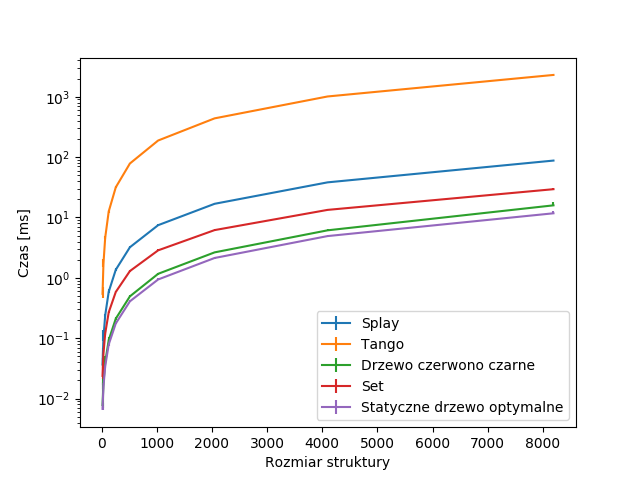 Czas [ms]
10³
10²
10¹
10⁰
10⁻¹
10⁻²
Splay
Tango
Drzewo czerwono czarne
Set
Statyczne drzewo optymalne
0 1000 2000 3000 4000 5000 6000 7000 8000
Rozmiar struktury